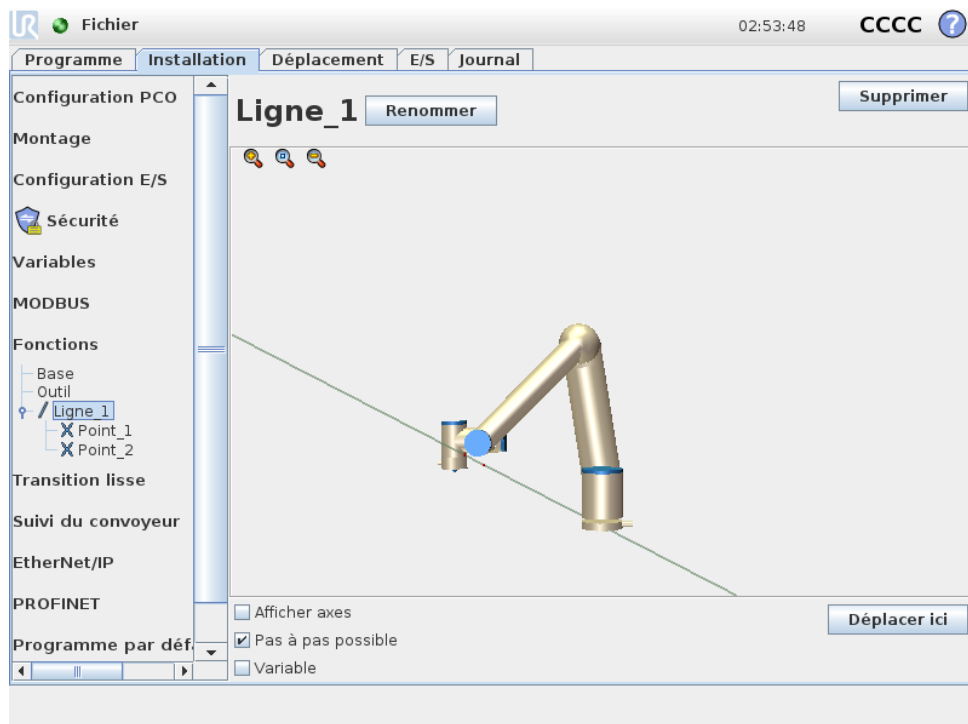 UR Fichier 02:53:48 CCCC ?
Programme Installation Déplacement E/S Journal
Configuration PCO
Montage
Configuration E/S
Sécurité
Variables
MODBUS
Fonctions
Base
Outil
Ligne_1
Point_1
Point_2
Transition lisse
Suivi du convoyeur
EtherNet/IP
PROFINET
Programme par défa
Ligne_1 Renommer Supprimer
Afficher axes
Pas à pas possible
Variable
Déplacer ici